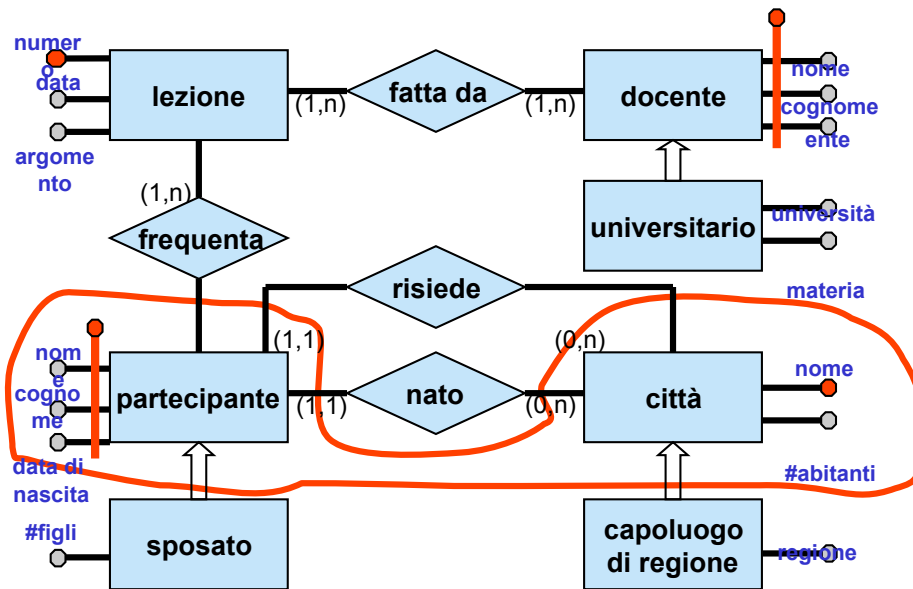 numer
o
data
argome
nto
lezione
(1,n)
fatta da
(1,n)
docente
nome
cognome
ente
(1,n)
universitario
università
frequenta
risiede
materia
(1,1)
(0,n)
nom
e
cogno
me
data di
nascita
partecipante
(1,1)
nato
(0,n)
città
nome
#abitanti
#figli
sposato
capoluogo
di regione
regione